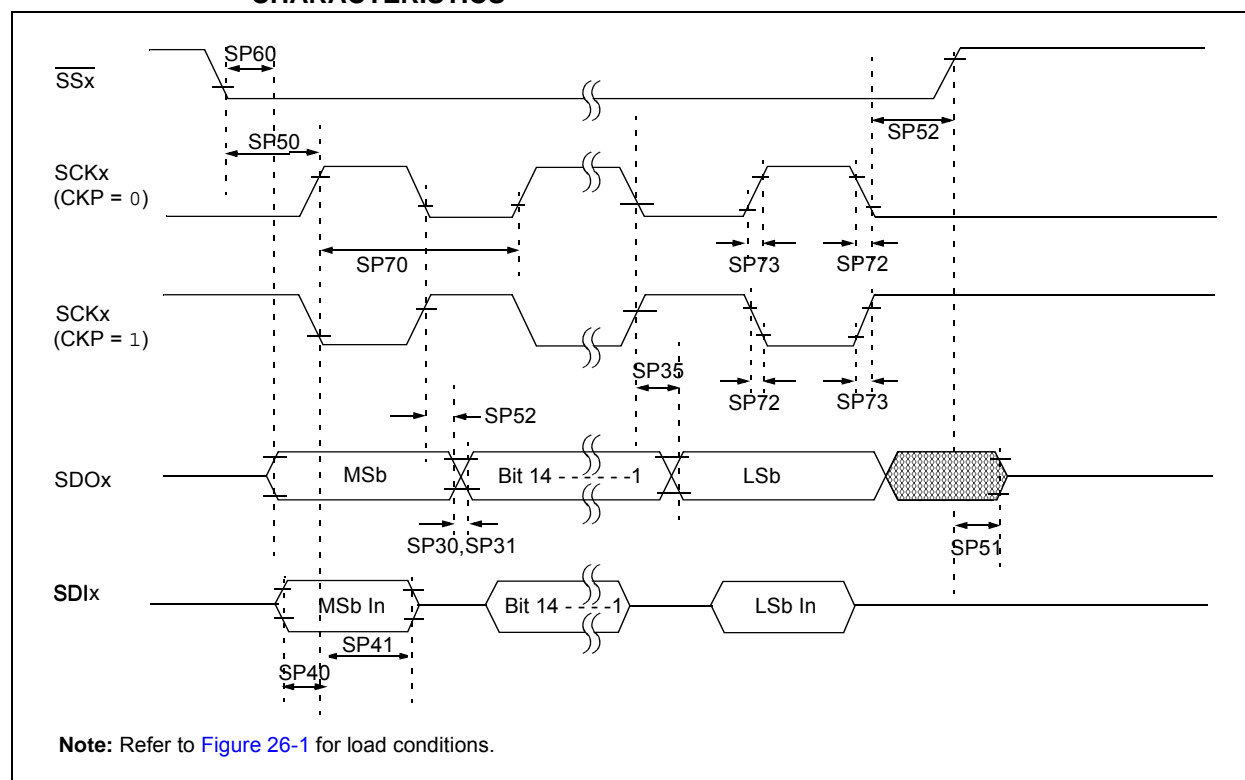 CHARACTERISTICS
SP60
SSx
SP52
SP50
SCKx
(CKP = 0)
SP70
SP73
SP72
SCKx
(CKP = 1)
SP35
SP72
SP73
SP52
SDOx
MSb
Bit 14 - - - - - -1
LSb
SP30,SP31
SP51
SDIx
MSb In
Bit 14 - - - -1
LSb In
SP41
SP40
Note: Refer to Figure 26-1 for load conditions.